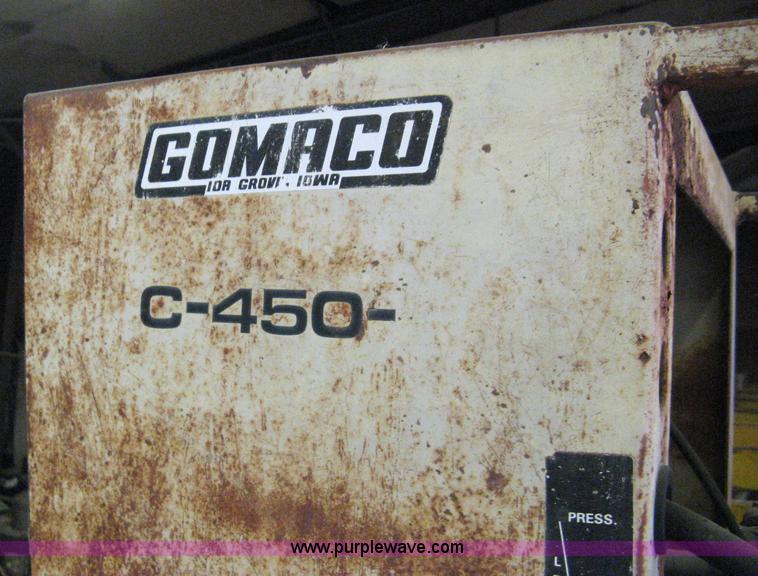 GOMACO
IDA GROVE, IOWA
C-450-
PRESS.
L
www.purplewave.com